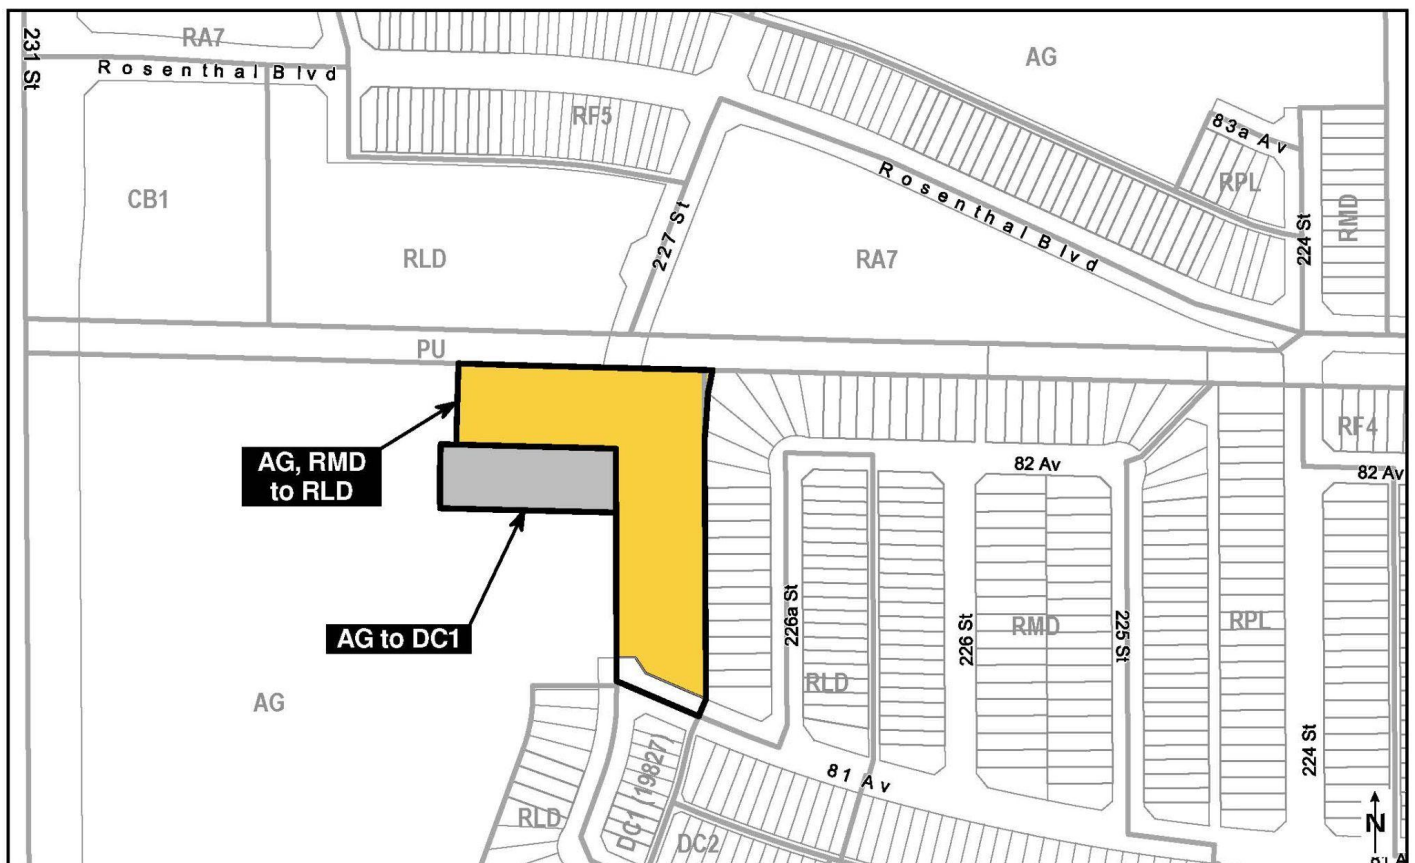 231 St
RA7
Rosenthal Blvd
RF5
AG
83a Av
RPL
RMD
224 St
CB1
RLD
227 St
Rosenthal Blvd
RA7
PU
AG, RMD
to RLD
RF4
82 Av
82 Av
AG to DC1
226a St
226 St
RMD
225 St
RPL
RLD
AG
224 St
81 Av
DC1 (19827)
RLD
DC2
N